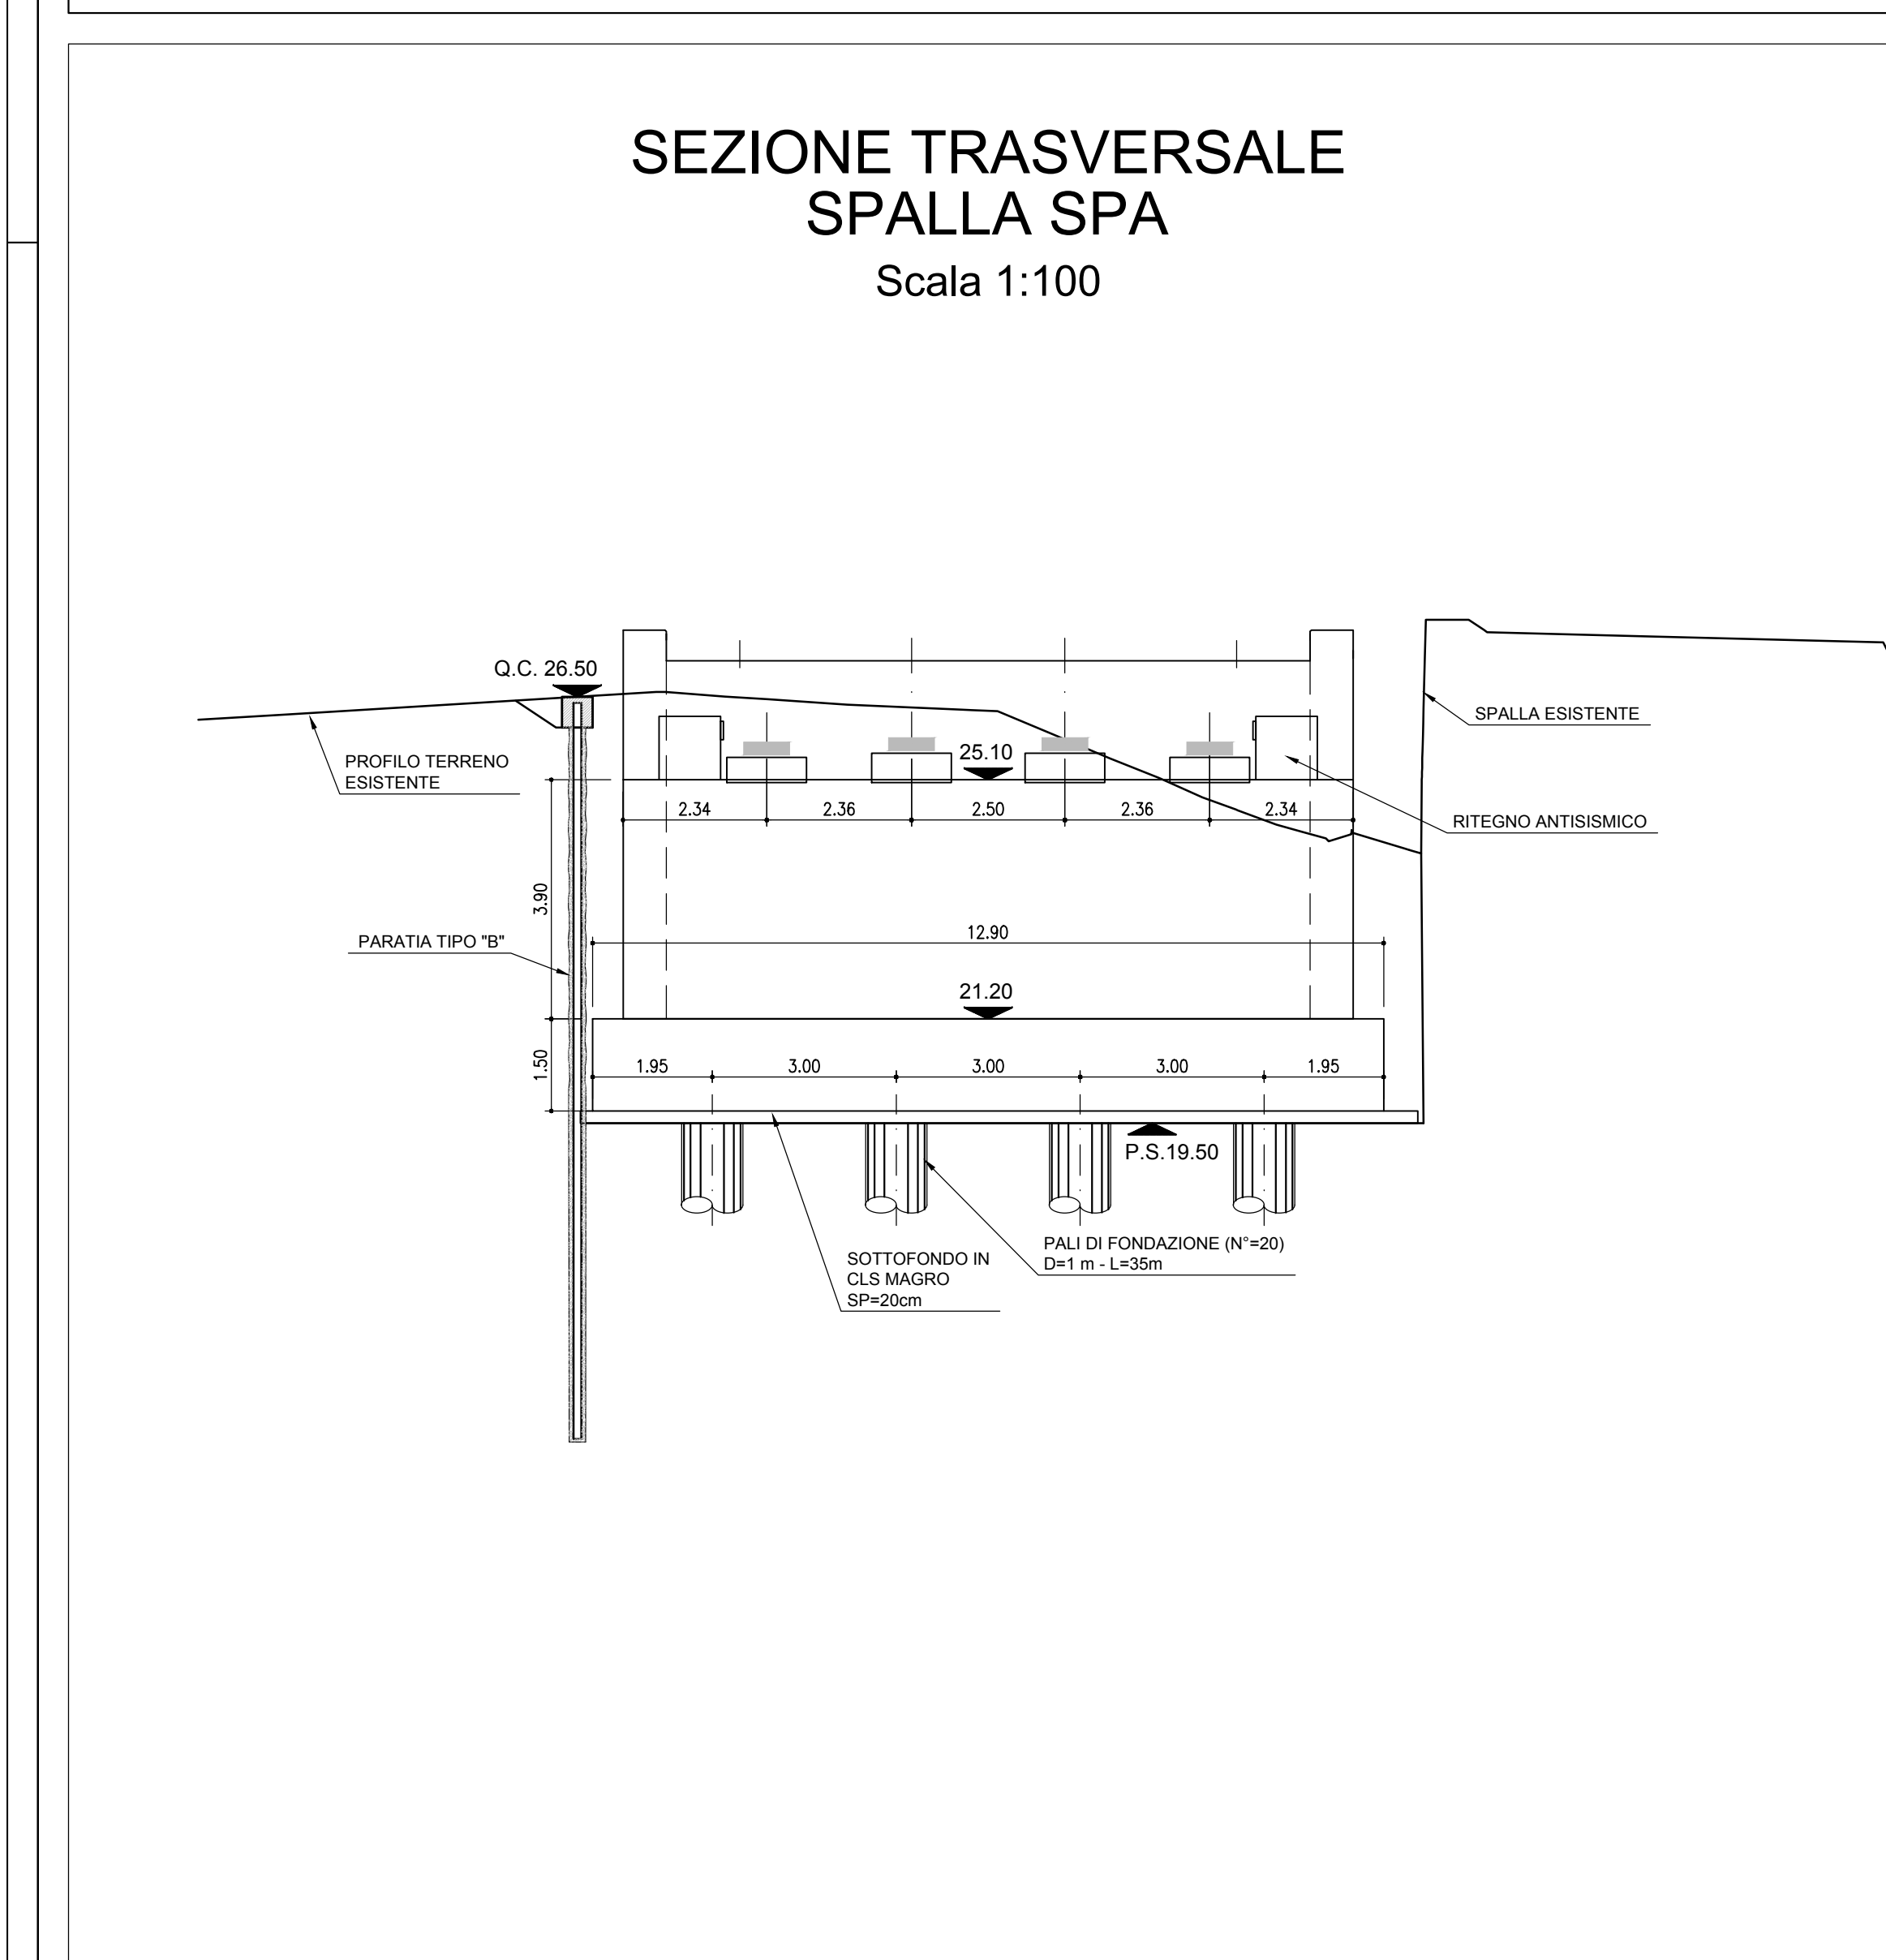 SEZIONE TRASVERSALE
SPALLA SPA
Scala 1:100
Q.C. 26.50
SPALLA ESISTENTE
PROFILO TERRENO
ESISTENTE
25.10
2.34 2.36 2.50 2.36 2.34
RITEGNO ANTISISMICO
3.90
12.90
PARATIA TIPO "B"
21.20
1.50
1.95 3.00 3.00 3.00 1.95
P.S.19.50
PALI DI FONDAZIONE (N°=20)
D=1 m - L=35m
SOTTOFONDO IN
CLS MAGRO
SP=20cm